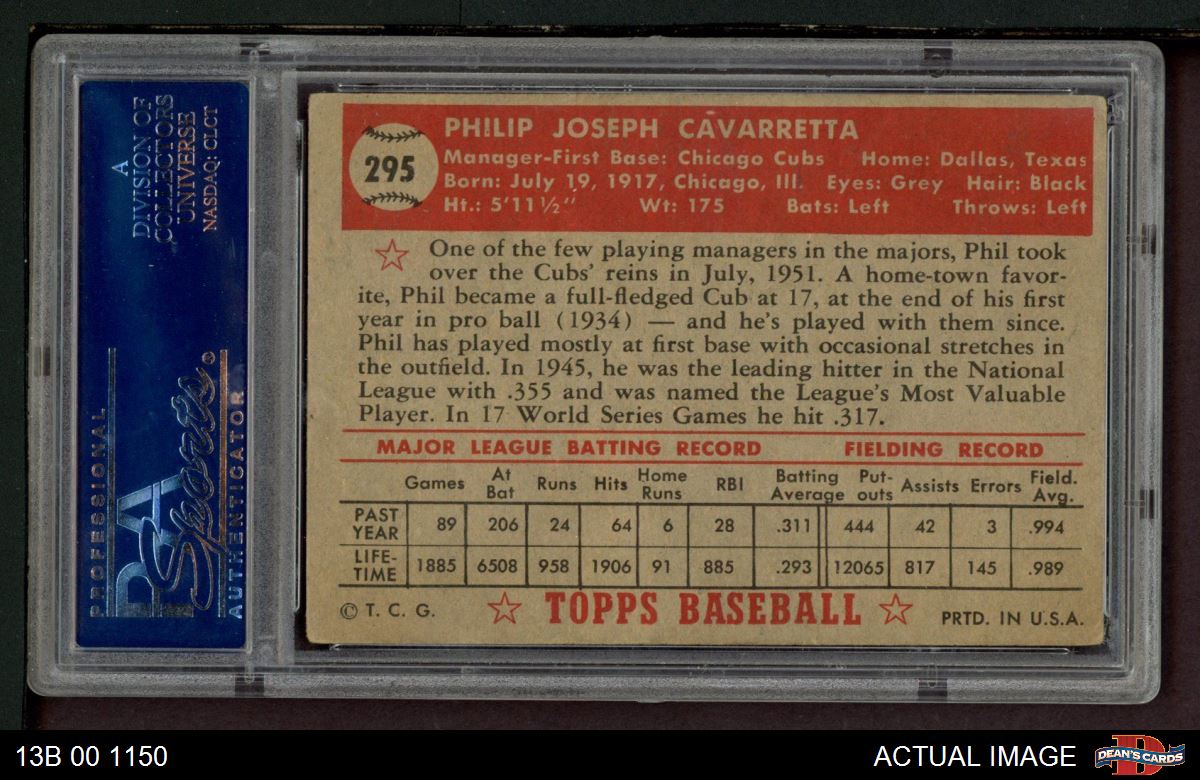 A
DIVISION OF
COLLECTORS
UNIVERSE
NASDAQ: CLCT
PROFESSIONAL
PSA
Sports
AUTHENTICATOR
®
295
PHILIP JOSEPH CAVARRETTA
Manager-First Base: Chicago Cubs Home: Dallas, Texas
Born: July 19, 1917, Chicago, Ill. Eyes: Grey Hair: Black
Ht.: 5'11½" Wt: 175 Bats: Left Throws: Left
One of the few playing managers in the majors, Phil took
over the Cubs' reins in July, 1951. A home-town favor-
ite, Phil became a full-fledged Cub at 17, at the end of his first
year in pro ball (1934) — and he's played with them since.
Phil has played mostly at first base with occasional stretches in
the outfield. In 1945, he was the leading hitter in the National
League with .355 and was named the League's Most Valuable
Player. In 17 World Series Games he hit .317.
MAJOR LEAGUE BATTING RECORD FIELDING RECORD
Games At Bat Runs Hits Home Runs RBI Batting Average Put-outs Assists Errors Field. Avg.
PAST YEAR 89 206 24 64 6 28 .311 444 42 3 .994
LIFE-TIME 1885 6508 958 1906 91 885 .293 12065 817 145 .989
© T. C. G. TOPPS BASEBALL PRTD. IN U.S.A.
13B 00 1150
ACTUAL IMAGE
DEAN'S CARDS